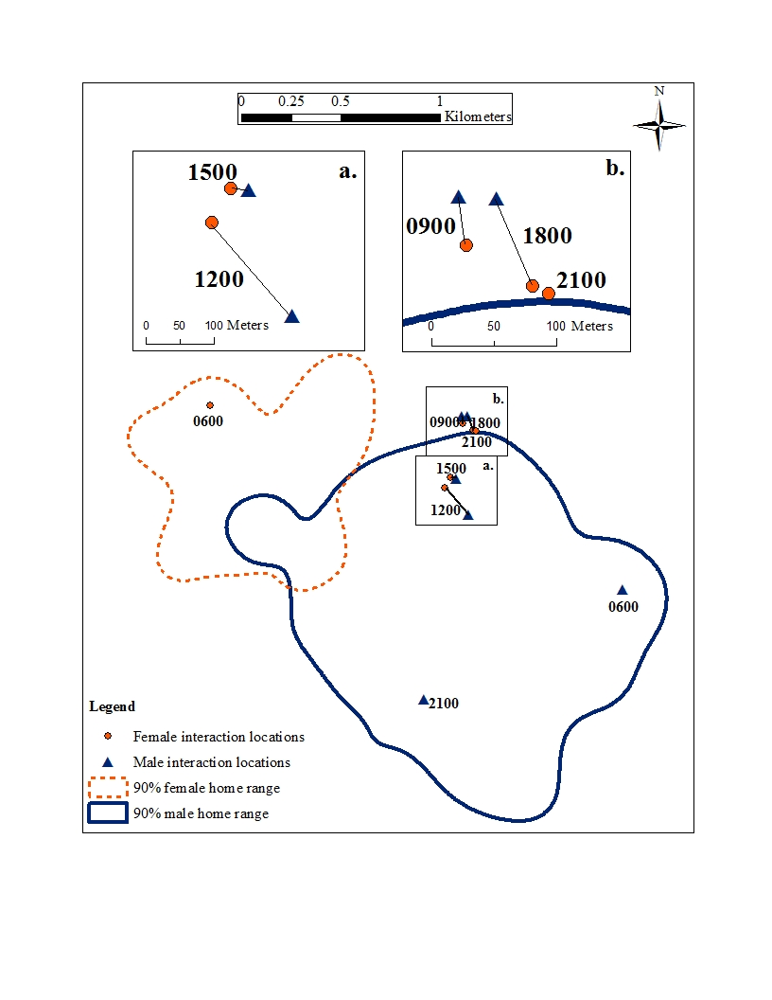 N
0 0.25 0.5 1
Kilometers
1500 a.
1200
0 50 100 Meters
b.
0900
1800
2100
0 50 100 Meters
0600
b.
0900 1800
2100
1500 a.
1200
0600
2100
Legend
Female interaction locations
Male interaction locations
90% female home range
90% male home range